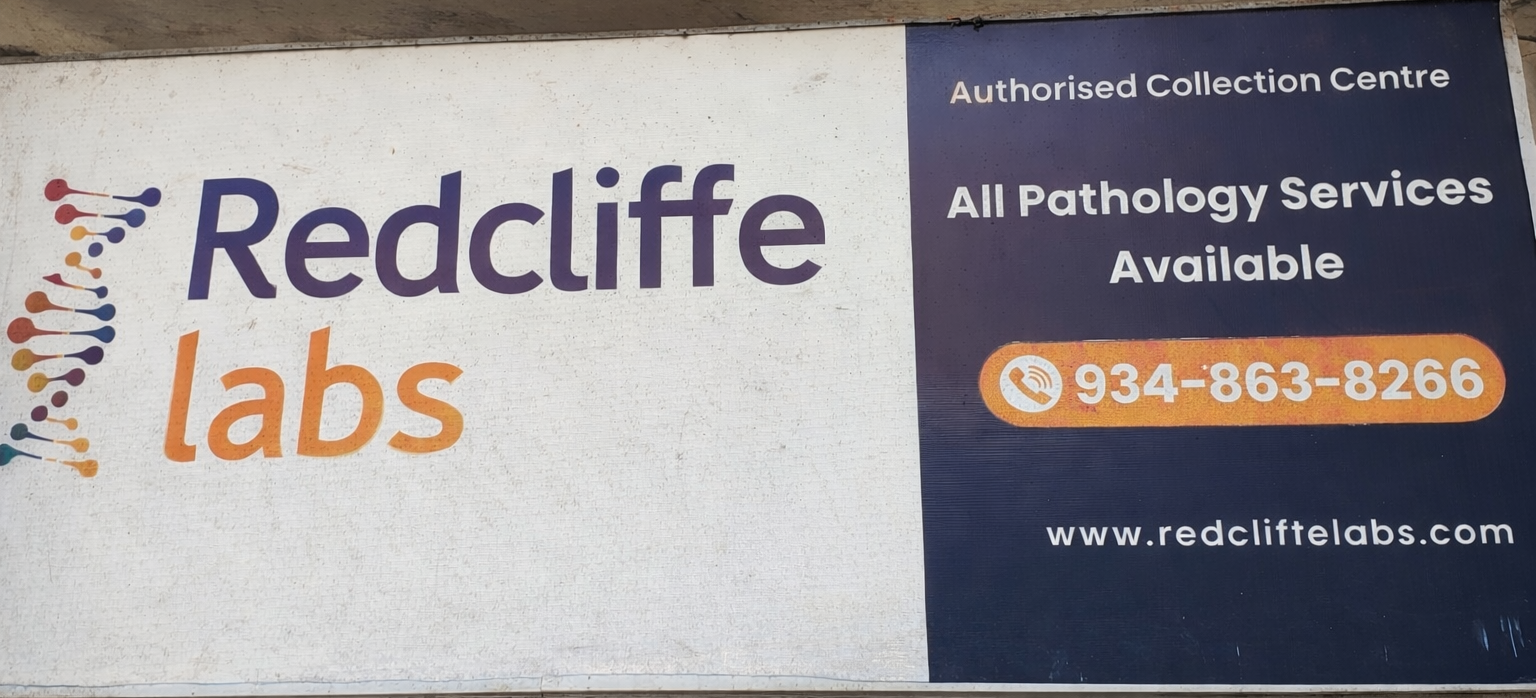 Redcliffe
labs
Authorised Collection Centre
All Pathology Services
Available
934-863-8266
www.redcliftelabs.com